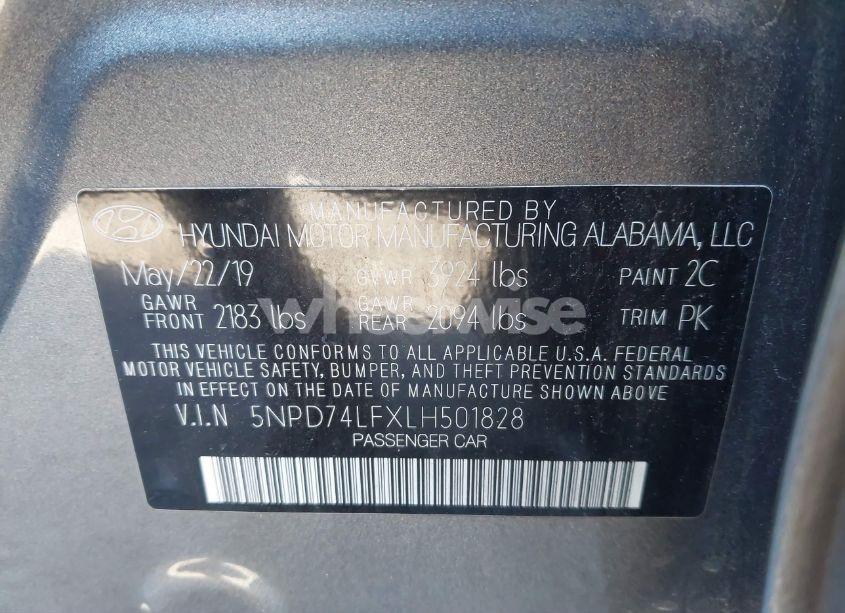 MANUFACTURED BY
HYUNDAI MOTOR MANUFACTURING ALABAMA, LLC
May/22/19 GVWR 3924 lbs PAINT 2C
GAWR FRONT 2183 lbs GAWR REAR 2094 lbs TRIM PK
THIS VEHICLE CONFORMS TO ALL APPLICABLE U.S.A. FEDERAL
MOTOR VEHICLE SAFETY, BUMPER, AND THEFT PREVENTION STANDARDS
IN EFFECT ON THE DATE OF MANUFACTURE SHOWN ABOVE
V.I.N 5NPD74LFXLH501828
PASSENGER CAR